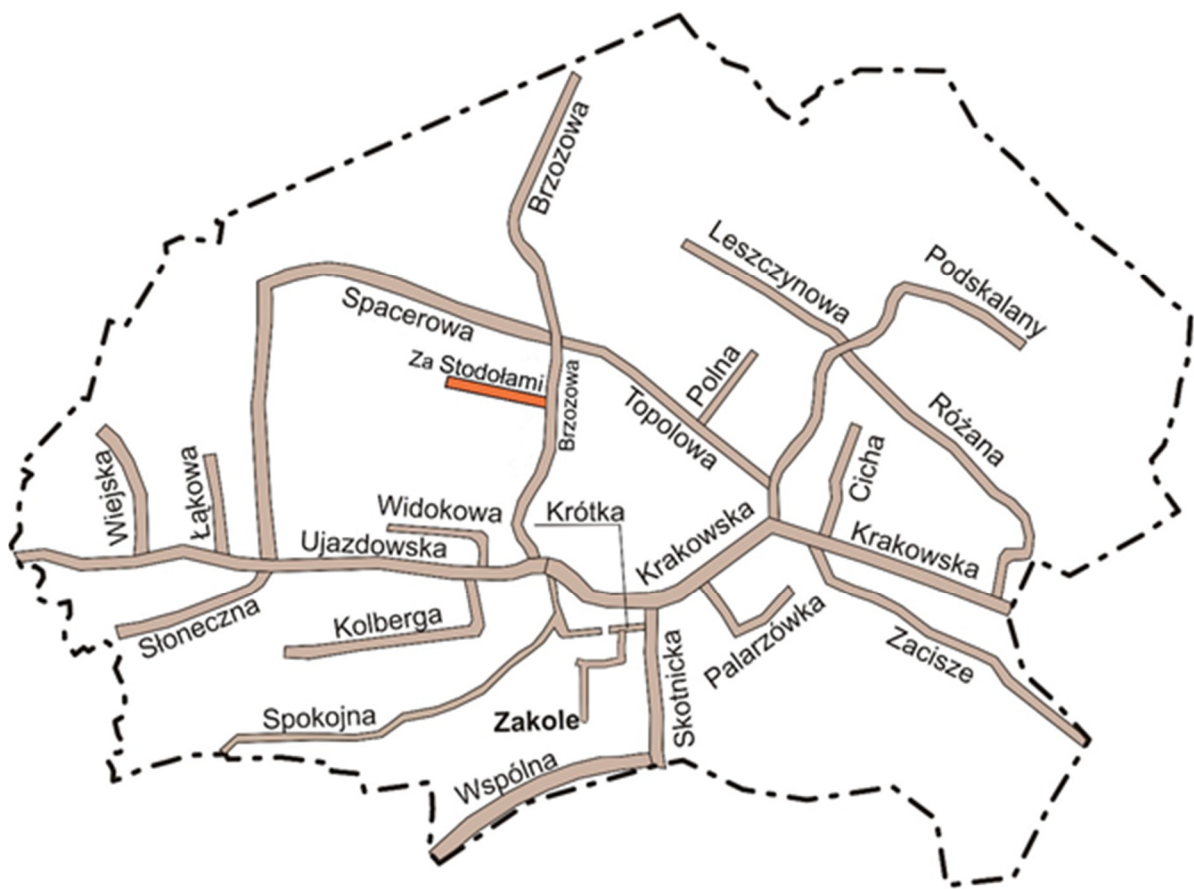 Brzozowa
Leszczynowa
Podskalany
Spacerowa
Za Stodołami
Brzozowa
Polna
Topolowa
Różana
Cicha
Wiejska
Łąkowa
Widokowa
Krótka
Ujazdowska
Krakowska
Krakowska
Słoneczna
Kolberga
Palarzówka
Zacisze
Skotnicka
Spokojna
Zakole
Wspólna